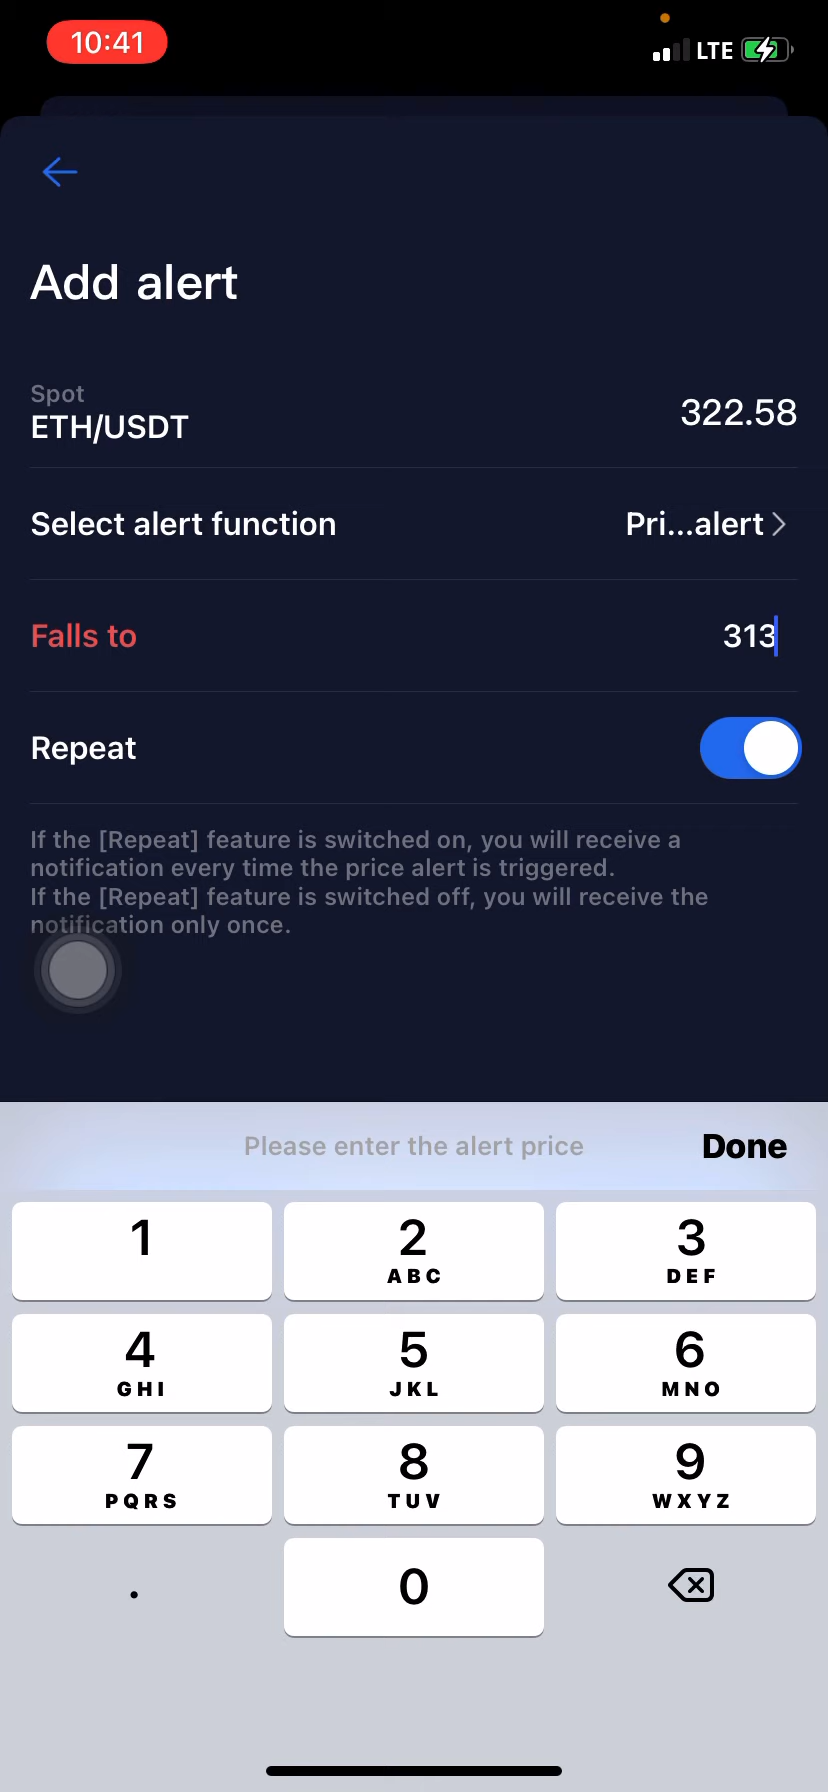 10:41
LTE
Add alert
Spot
ETH/USDT
322.58
Select alert function
Pri...alert
Falls to
313
Repeat
If the [Repeat] feature is switched on, you will receive a
notification every time the price alert is triggered.
If the [Repeat] feature is switched off, you will receive the
notification only once.
Please enter the alert price
Done
1
2
ABC
3
DEF
4
GHI
5
JKL
6
MNO
7
PQRS
8
TUV
9
WXYZ
.
0